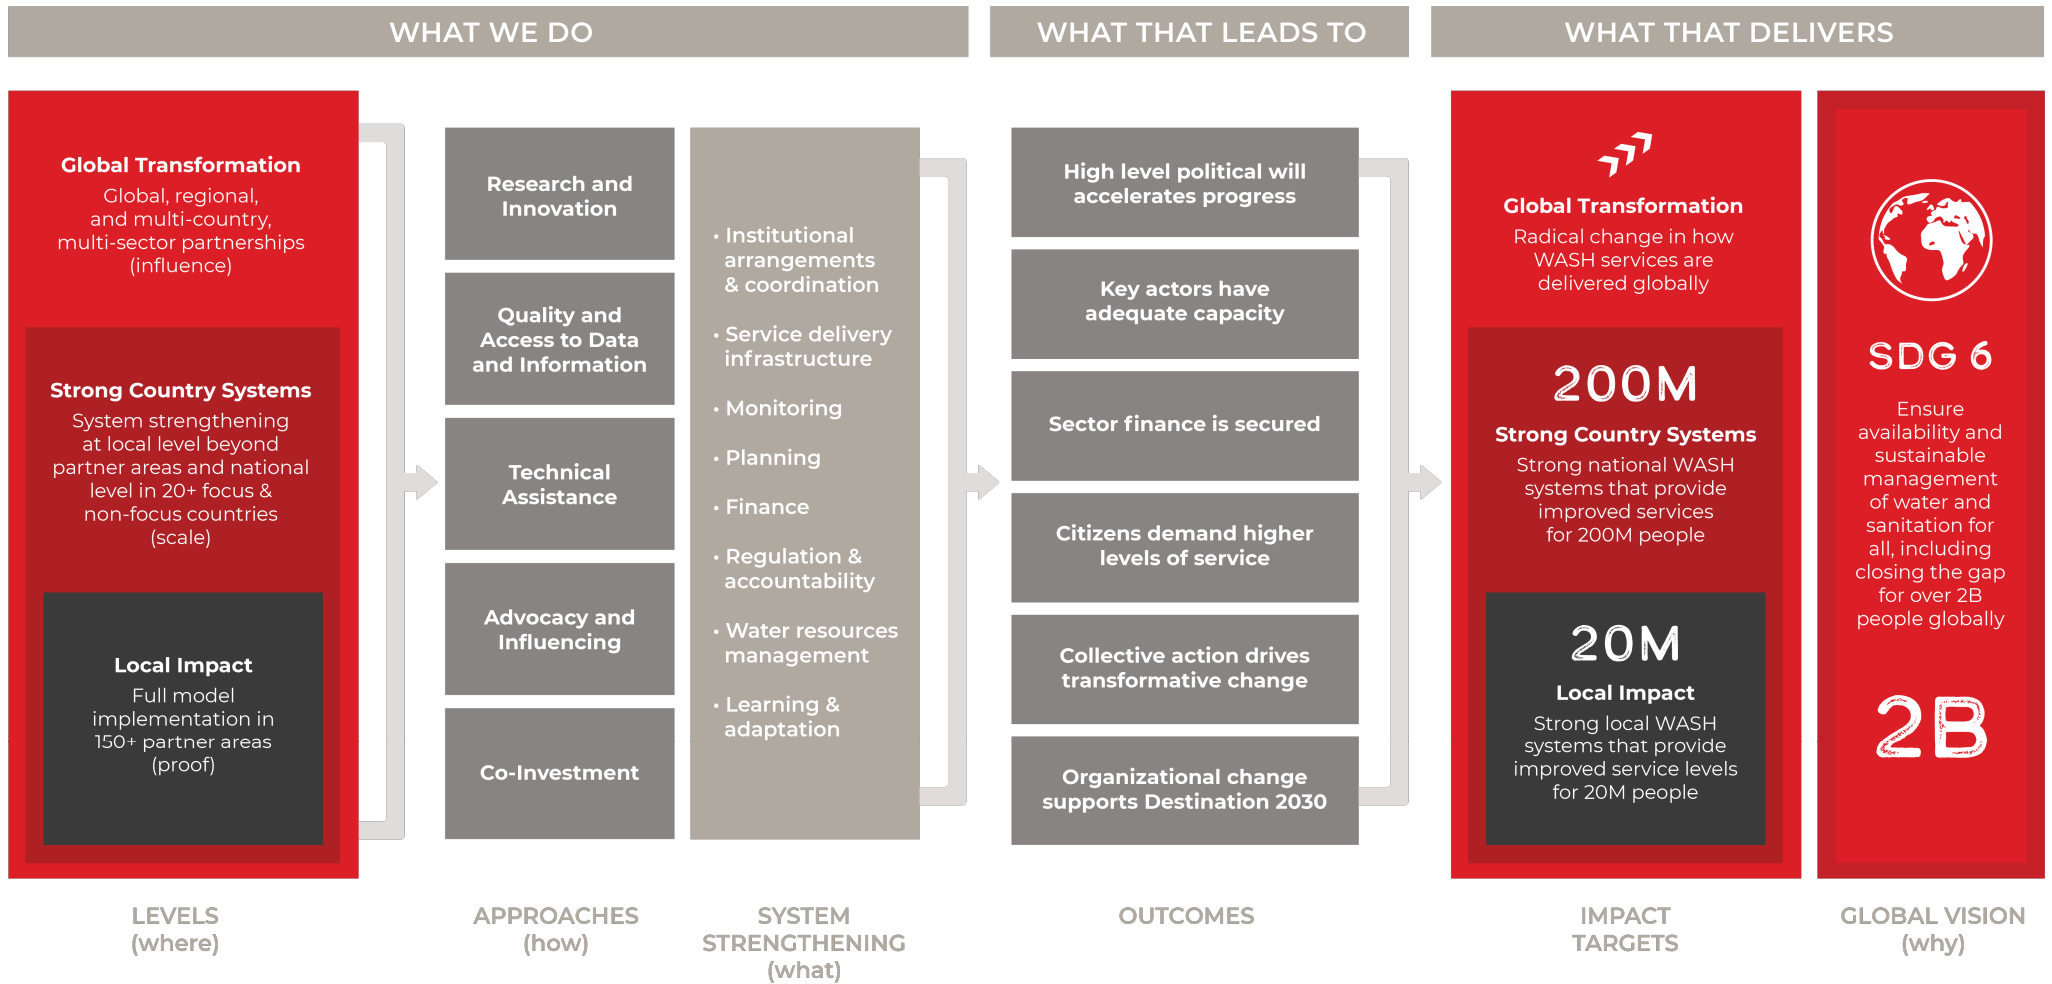 WHAT WE DO
WHAT THAT LEADS TO
WHAT THAT DELIVERS
Global Transformation
Global, regional,
and multi-country,
multi-sector partnerships
(influence)
Strong Country Systems
System strengthening
at local level beyond
partner areas and national
level in 20+ focus &
non-focus countries
(scale)
Local Impact
Full model
implementation in
150+ partner areas
(proof)
LEVELS
(where)
Research and
Innovation
Quality and
Access to Data
and Information
Technical
Assistance
Advocacy and
Influencing
Co-Investment
APPROACHES
(how)
• Institutional
arrangements
& coordination
• Service delivery
infrastructure
• Monitoring
• Planning
• Finance
• Regulation &
accountability
• Water resources
management
• Learning &
adaptation
SYSTEM
STRENGTHENING
(what)
High level political will
accelerates progress
Key actors have
adequate capacity
Sector finance is secured
Citizens demand higher
levels of service
Collective action drives
transformative change
Organizational change
supports Destination 2030
OUTCOMES
Global Transformation
Radical change in how
WASH services are
delivered globally
200M
Strong Country Systems
Strong national WASH
systems that provide
improved services
for 200M people
20M
Local Impact
Strong local WASH
systems that provide
improved service levels
for 20M people
IMPACT
TARGETS
SDG 6
Ensure
availability and
sustainable
management
of water and
sanitation for
all, including
closing the gap
for over 2B
people globally
2B
GLOBAL VISION
(why)